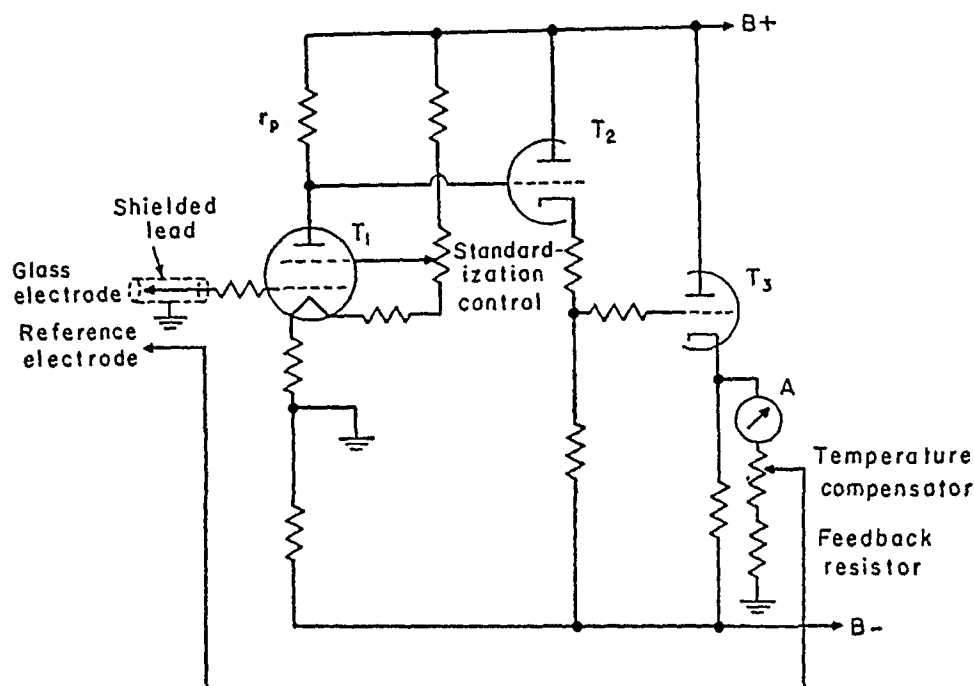 B+
r_p
T_2
Shielded
lead
T_1
Standard-
ization
control
T_3
Glass
electrode
Reference
electrode
A
Temperature
compensator
Feedback
resistor
B-